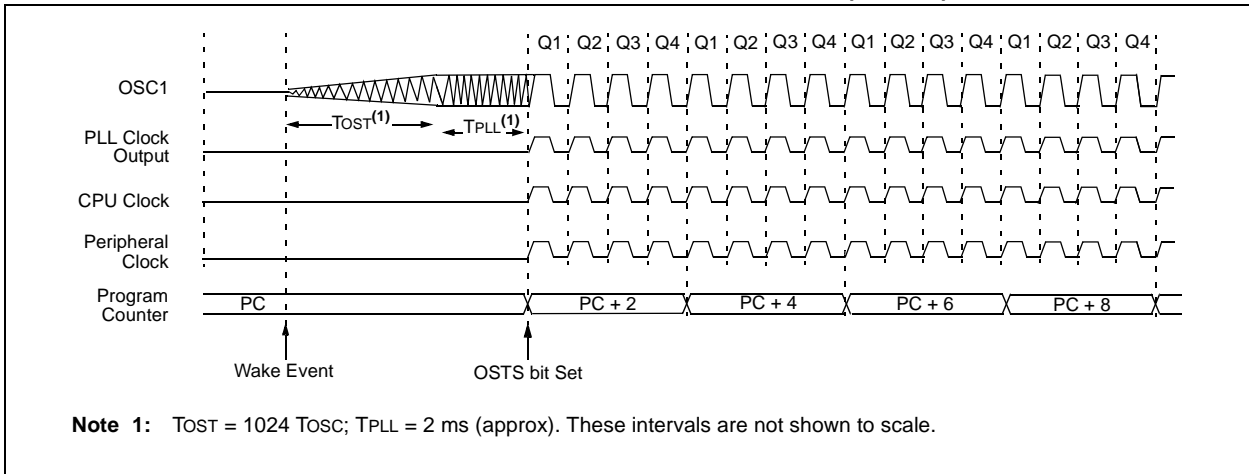 Q1 Q2 Q3 Q4 Q1 Q2 Q3 Q4 Q1 Q2 Q3 Q4 Q1 Q2 Q3 Q4
OSC1
TOST(1) TPLL(1)
PLL Clock
Output
CPU Clock
Peripheral
Clock
Program
Counter
PC PC + 2 PC + 4 PC + 6 PC + 8
Wake Event OSTS bit Set
Note 1: TOST = 1024 TOSC; TPLL = 2 ms (approx). These intervals are not shown to scale.